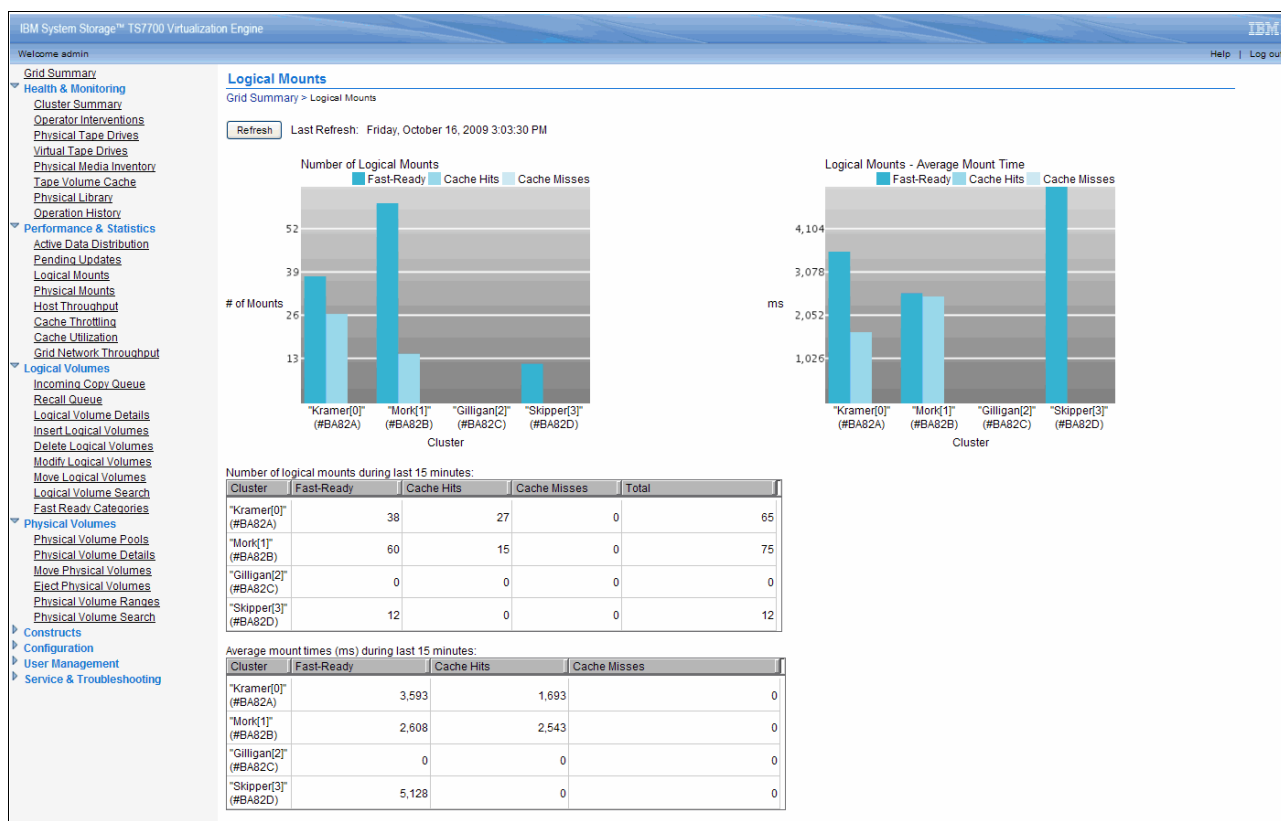 IBM System Storage™ TS7700 Virtualization Engine
IBM
Welcome admin
Help | Log out
Grid Summary
Health & Monitoring
Cluster Summary
Operator Interventions
Physical Tape Drives
Virtual Tape Drives
Physical Media Inventory
Tape Volume Cache
Physical Library
Operation History
Performance & Statistics
Active Data Distribution
Pending Updates
Logical Mounts
Physical Mounts
Host Throughput
Cache Throttling
Cache Utilization
Grid Network Throughput
Logical Volumes
Incoming Copy Queue
Recall Queue
Logical Volume Details
Insert Logical Volumes
Delete Logical Volumes
Modify Logical Volumes
Move Logical Volumes
Logical Volume Search
Fast Ready Categories
Physical Volumes
Physical Volume Pools
Physical Volume Details
Move Physical Volumes
Eject Physical Volumes
Physical Volume Ranges
Physical Volume Search
Constructs
Configuration
User Management
Service & Troubleshooting
Logical Mounts
Grid Summary > Logical Mounts
Refresh Last Refresh: Friday, October 16, 2009 3:03:30 PM
Number of Logical Mounts
Fast-Ready Cache Hits Cache Misses
52
39
# of Mounts
26
13
"Kramer[0]" "Mork[1]" "Gilligan[2]" "Skipper[3]"
(#BA82A) (#BA82B) (#BA82C) (#BA82D)
Cluster
Logical Mounts - Average Mount Time
Fast-Ready Cache Hits Cache Misses
4,104
3,078
ms
2,052
1,026
"Kramer[0]" "Mork[1]" "Gilligan[2]" "Skipper[3]"
(#BA82A) (#BA82B) (#BA82C) (#BA82D)
Cluster
Number of logical mounts during last 15 minutes:
Cluster Fast-Ready Cache Hits Cache Misses Total
"Kramer[0]"
(#BA82A) 38 27 0 65
"Mork[1]"
(#BA82B) 60 15 0 75
"Gilligan[2]"
(#BA82C) 0 0 0 0
"Skipper[3]"
(#BA82D) 12 0 0 12
Average mount times (ms) during last 15 minutes:
Cluster Fast-Ready Cache Hits Cache Misses
"Kramer[0]"
(#BA82A) 3,593 1,693 0
"Mork[1]"
(#BA82B) 2,608 2,543 0
"Gilligan[2]"
(#BA82C) 0 0 0
"Skipper[3]"
(#BA82D) 5,128 0 0